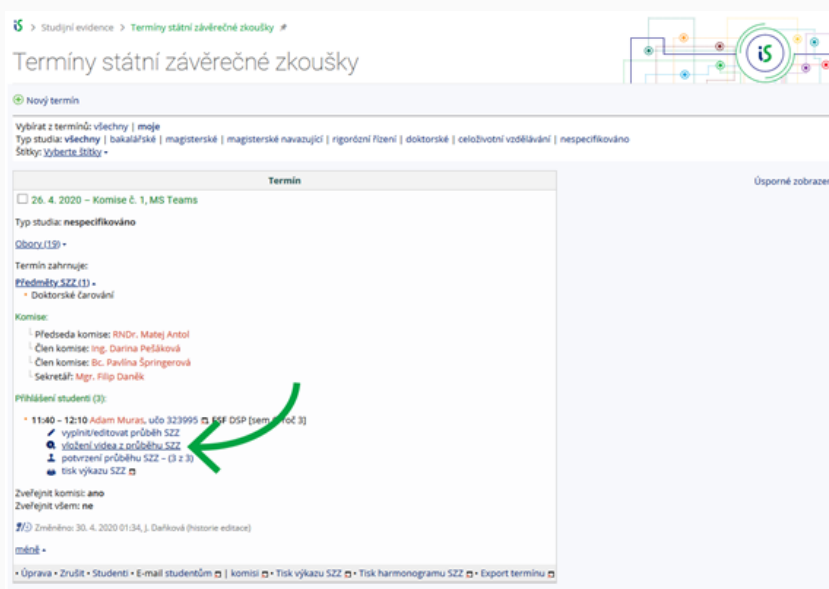 iS > Studijní evidence > Termíny státní závěrečné zkoušky
Termíny státní závěrečné zkoušky
iS
Nový termín
Vybírat z termínů: všechny | moje
Typ studia: všechny | bakalářské | magisterské | magisterské navazující | rigorózní řízení | doktorské | celoživotní vzdělávání | nespecifikováno
Štítky: Vyberte štítky
Termín
Úsporné zobrazen
26. 4. 2020 – Komise č. 1, MS Teams
Typ studia: nespecifikováno
Obory (19)
Termín zahrnuje:
Předměty SZZ (1)
• Doktorské čarování
Komise:
Předseda komise: RNDr. Matej Antol
Člen komise: Ing. Darina Pešáková
Člen komise: Bc. Pavlína Špringerová
Sekretář: Mgr. Filip Daněk
Přihlášení studenti (3):
• 11:40 – 12:10 Adam Muras, učo 323995 ESF DSP [sem roč 3]
vyplnit/editovat průběh SZZ
vložení videa z průběhu SZZ
potvrzení průběhu SZZ – (3 z 3)
tisk výkazu SZZ
Zveřejnit komisi: ano
Zveřejnit všem: ne
Změněno: 30. 4. 2020 01:34, J. Daňková (historie editace)
méně
• Úprava • Zrušit • Studenti • E-mail studentům | komisi • Tisk výkazu SZZ • Tisk harmonogramu SZZ • Export termínu